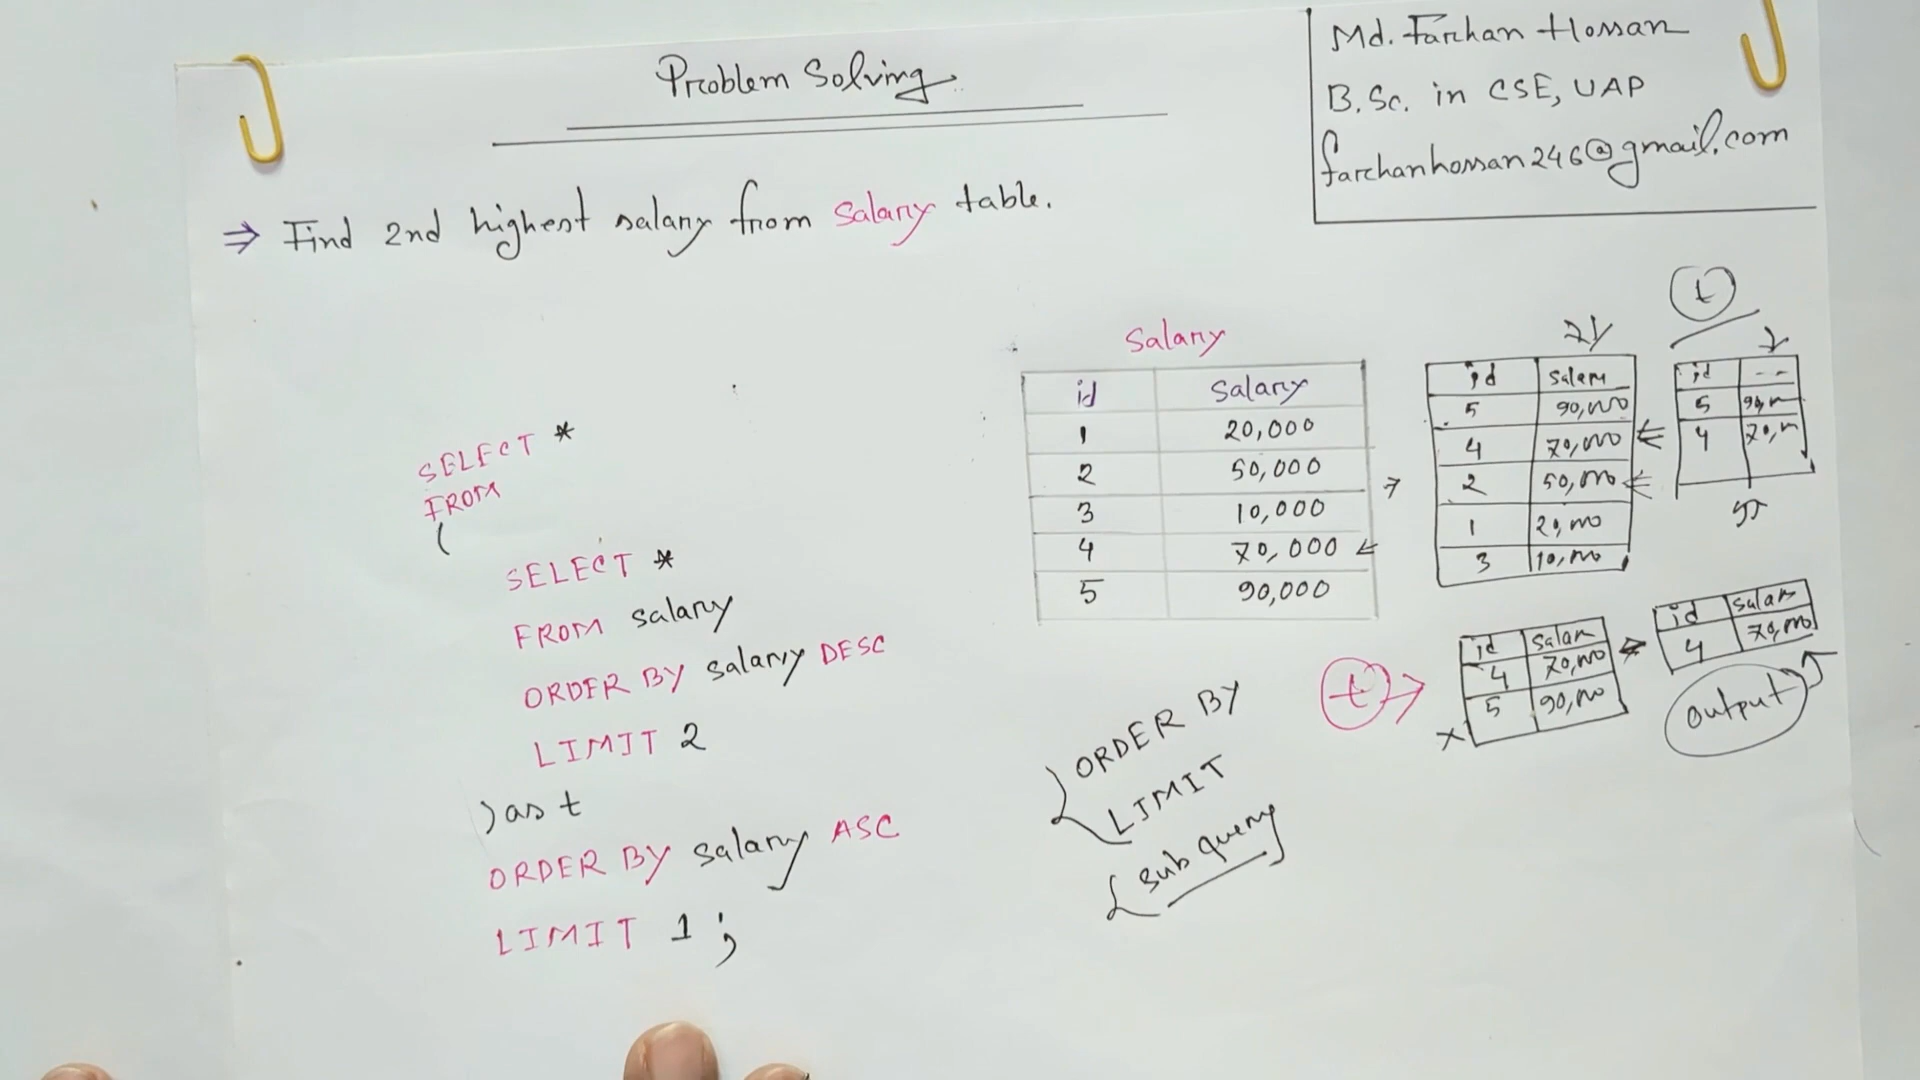 Problem Solving
Md. Farhan Hossan
B.Sc. in CSE, UAP
farhanhossan246@gmail.com
⇒ Find 2nd highest salary from Salary table.
SELECT *
FROM
(
SELECT *
FROM salary
ORDER BY salary DESC
LIMIT 2
) as t
ORDER BY salary ASC
LIMIT 1 ;
Salary
id Salary
1 20,000
2 50,000
3 10,000
4 70,000
5 90,000
id Salary
5 90,000
4 70,000
2 50,000
1 20,000
3 10,000
t
id --
5 90,
4 70,
t
id Salary
4 70,000
5 90,000
id Salary
4 70,000
output
ORDER BY
LIMIT
Sub query